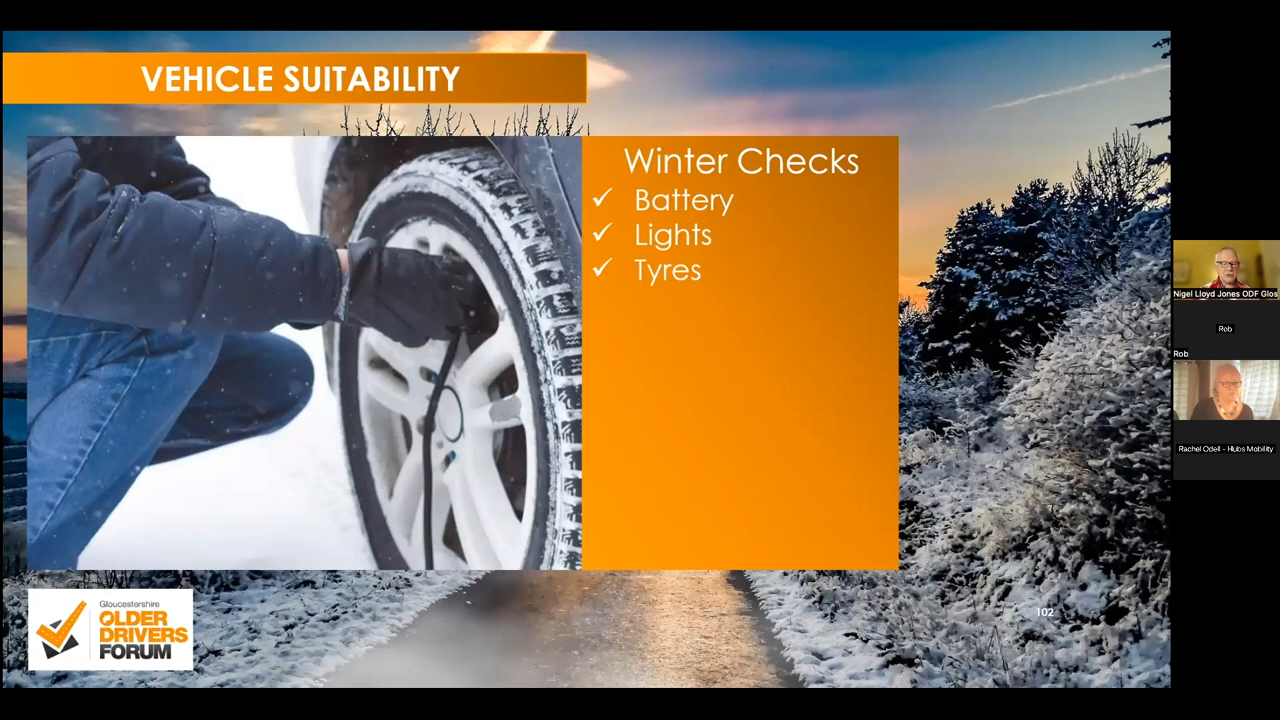 VEHICLE SUITABILITY
Winter Checks
✓ Battery
✓ Lights
✓ Tyres
Gloucestershire
OLDER
DRIVERS
FORUM
102
Nigel Lloyd Jones ODF Glos
Rob
Rob
Rachel Odell - Hubs Mobility